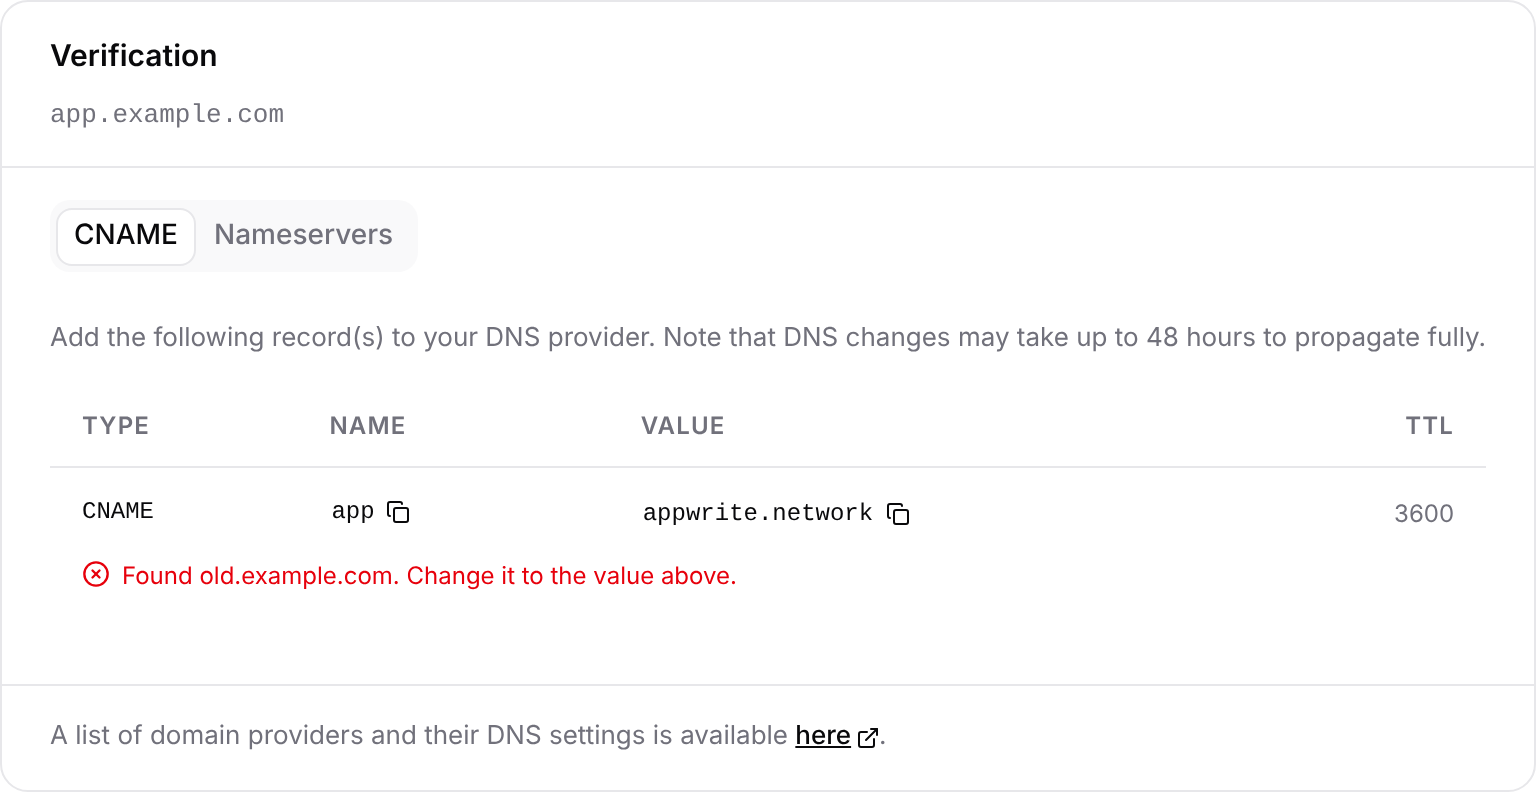 Verification
app.example.com
CNAME Nameservers
Add the following record(s) to your DNS provider. Note that DNS changes may take up to 48 hours to propagate fully.
TYPE NAME VALUE TTL
CNAME app appwrite.network 3600
Found old.example.com. Change it to the value above.
A list of domain providers and their DNS settings is available here.